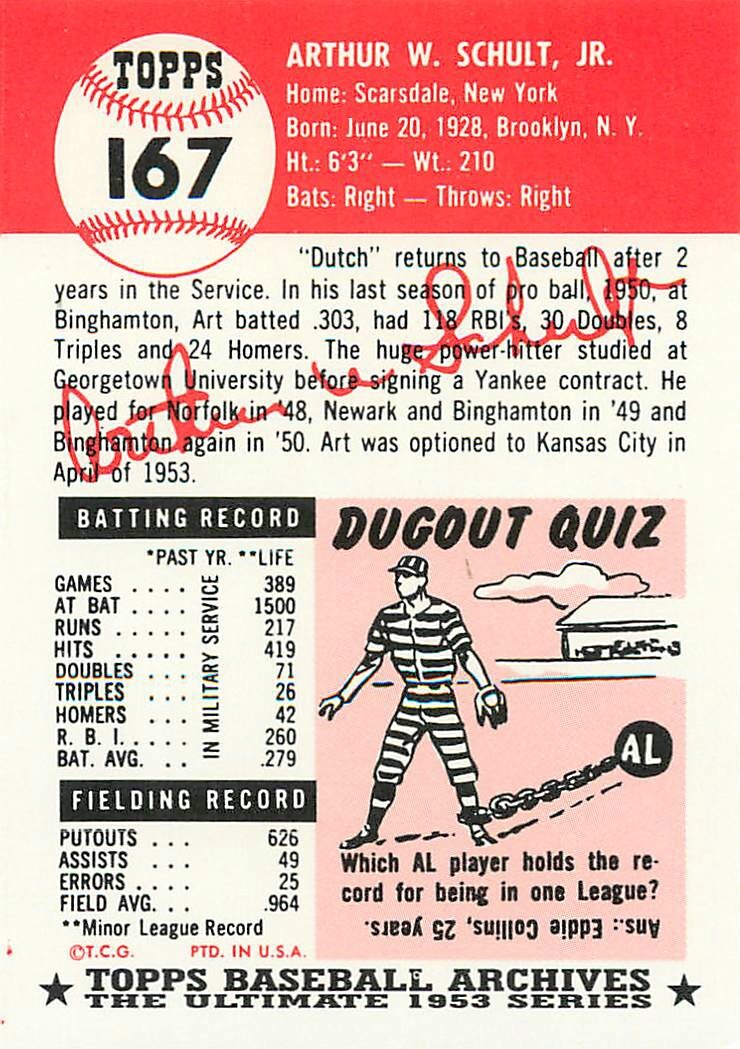 TOPPS
167
ARTHUR W. SCHULT, JR.
Home: Scarsdale, New York
Born: June 20, 1928, Brooklyn, N. Y.
Ht.: 6'3" — Wt.: 210
Bats: Right — Throws: Right
"Dutch" returns to Baseball after 2
years in the Service. In his last season of pro ball, 1950, at
Binghamton, Art batted .303, had 118 RBI's, 30 Doubles, 8
Triples and 24 Homers. The huge power-hitter studied at
Georgetown University before signing a Yankee contract. He
played for Norfolk in '48, Newark and Binghamton in '49 and
Binghamton again in '50. Art was optioned to Kansas City in
April of 1953.
Arthur W Schult
BATTING RECORD
*PAST YR. **LIFE
GAMES .... 389
AT BAT .... 1500
RUNS ..... 217
HITS ..... 419
DOUBLES ... 71
TRIPLES ... 26
HOMERS ... 42
R. B. I. .... 260
BAT. AVG. ... .279
IN MILITARY SERVICE
FIELDING RECORD
PUTOUTS ... 626
ASSISTS ... 49
ERRORS .... 25
FIELD AVG. ... .964
**Minor League Record
©T.C.G. PTD. IN U.S.A.
DUGOUT QUIZ
AL
Which AL player holds the re-
cord for being in one League?
Ans.: Eddie Collins, 25 years.
TOPPS BASEBALL ARCHIVES
THE ULTIMATE 1953 SERIES